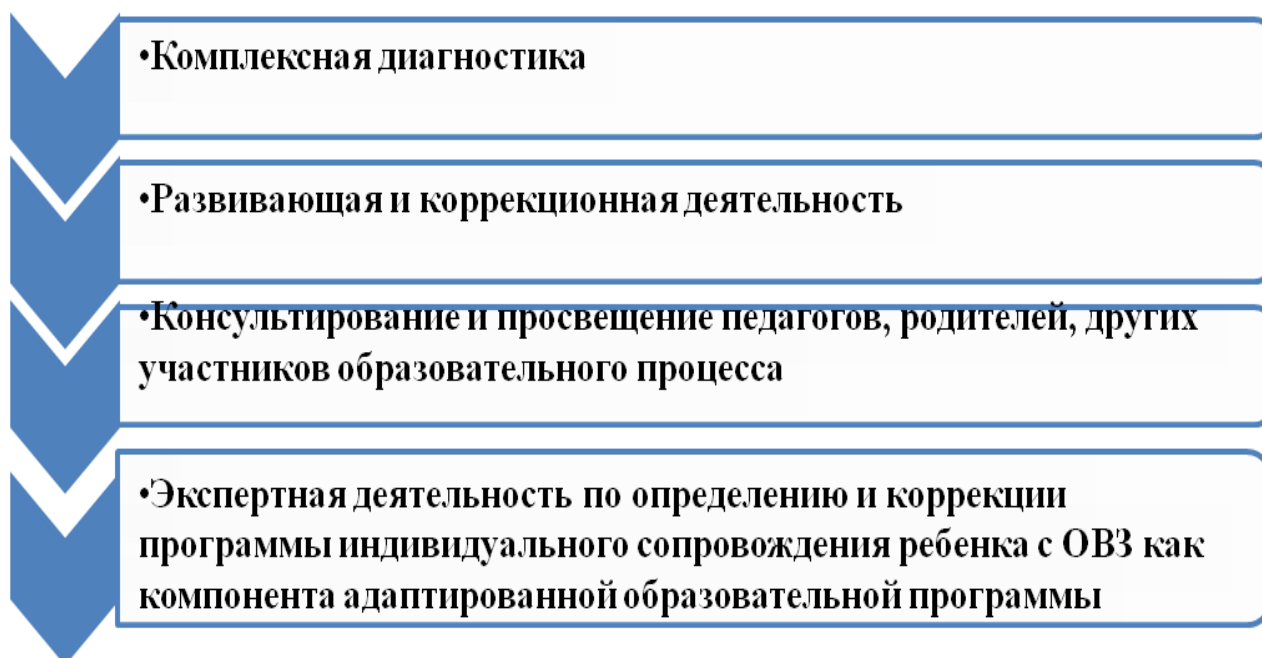 •Комплексная диагностика
•Развивающая и коррекционная деятельность
•Консультирование и просвещение педагогов, родителей, других
участников образовательного процесса
•Экспертная деятельность по определению и коррекции
программы индивидуального сопровождения ребенка с ОВЗ как
компонента адаптированной образовательной программы